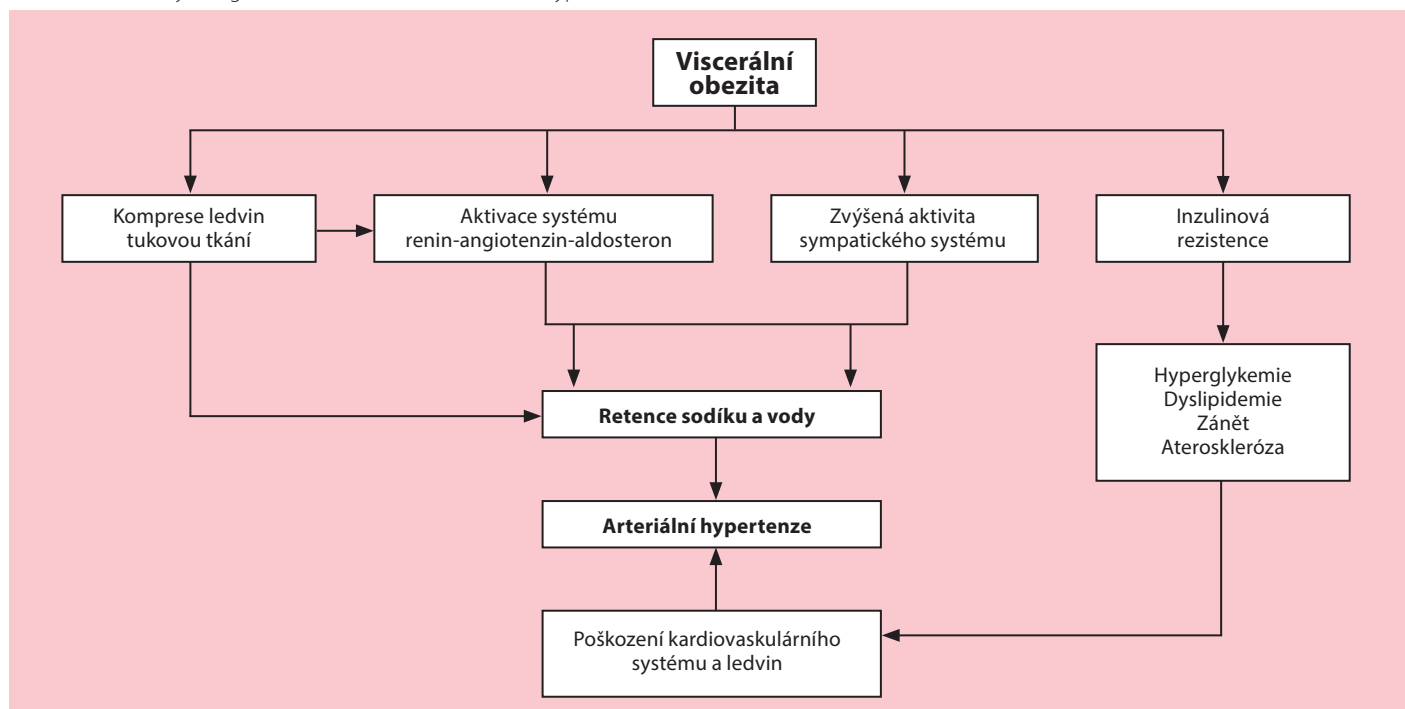 Viscerální
obezita
Komprese ledvin
tukovou tkání
Aktivace systému
renin-angiotenzin-aldosteron
Zvýšená aktivita
sympatického systému
Inzulinová
rezistence
Hyperglykemie
Dyslipidemie
Zánět
Ateroskleróza
Retence sodíku a vody
Arteriální hypertenze
Poškození kardiovaskulárního
systému a ledvin